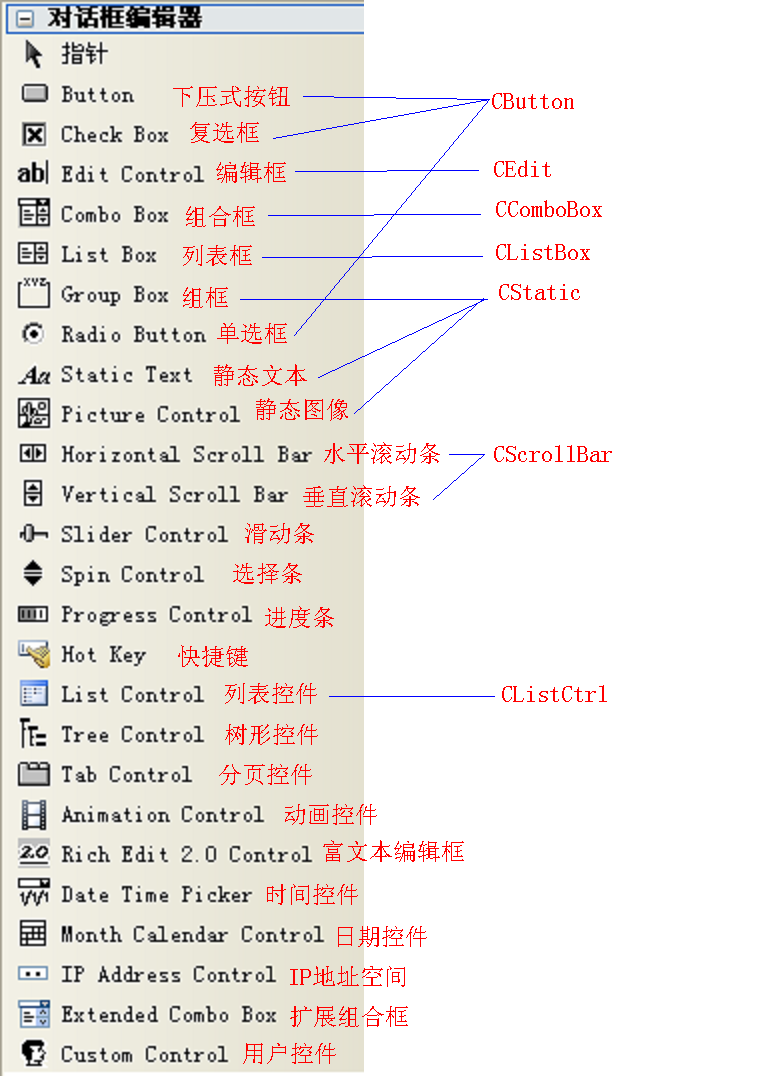 对话框编辑器
指针
Button 下压式按钮 CButton
Check Box 复选框
Edit Control 编辑框 CEdit
Combo Box 组合框 CComboBox
List Box 列表框 CListBox
Group Box 组框 CStatic
Radio Button 单选框
Static Text 静态文本
Picture Control 静态图像
Horizontal Scroll Bar 水平滚动条 CScrollBar
Vertical Scroll Bar 垂直滚动条
Slider Control 滑动条
Spin Control 选择条
Progress Control 进度条
Hot Key 快捷键
List Control 列表控件 CListCtrl
Tree Control 树形控件
Tab Control 分页控件
Animation Control 动画控件
Rich Edit 2.0 Control 富文本编辑框
Date Time Picker 时间控件
Month Calendar Control 日期控件
IP Address Control IP地址空间
Extended Combo Box 扩展组合框
Custom Control 用户控件